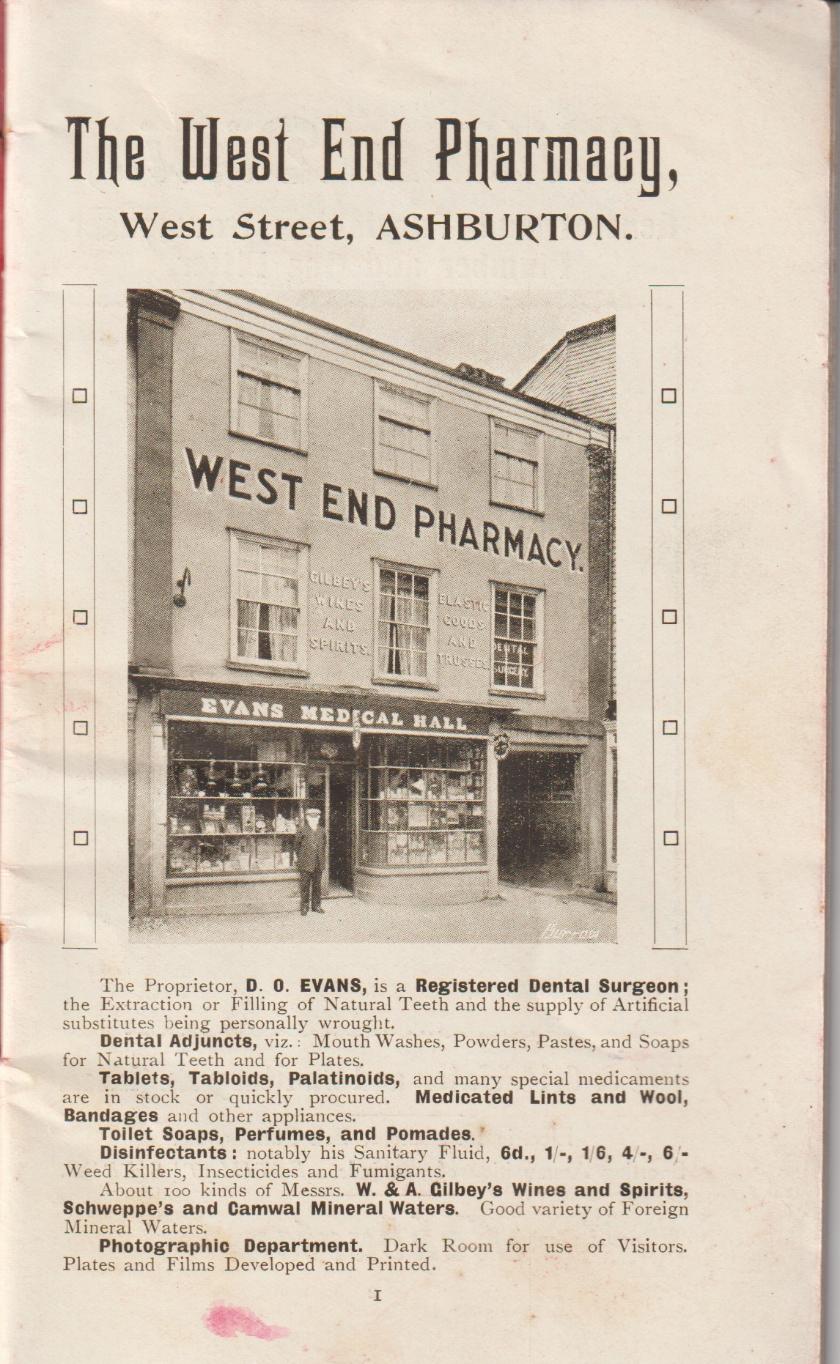 The West End Pharmacy,
West Street, ASHBURTON.
WEST END PHARMACY.
GILBEY'S
WINES
AND
SPIRITS.
ELASTIC
GOODS
AND
TRUSSES.
DENTAL
SURGERY
EVANS MEDICAL HALL
Burrow
The Proprietor, D. O. EVANS, is a Registered Dental Surgeon;
the Extraction or Filling of Natural Teeth and the supply of Artificial
substitutes being personally wrought.
Dental Adjuncts, viz.: Mouth Washes, Powders, Pastes, and Soaps
for Natural Teeth and for Plates.
Tablets, Tabloids, Palatinoids, and many special medicaments
are in stock or quickly procured. Medicated Lints and Wool,
Bandages and other appliances.
Toilet Soaps, Perfumes, and Pomades.
Disinfectants: notably his Sanitary Fluid, 6d., 1/-, 1/6, 4/-, 6/-
Weed Killers, Insecticides and Fumigants.
About 100 kinds of Messrs. W. & A. Gilbey's Wines and Spirits,
Schweppe's and Camwal Mineral Waters. Good variety of Foreign
Mineral Waters.
Photographic Department. Dark Room for use of Visitors.
Plates and Films Developed and Printed.
1